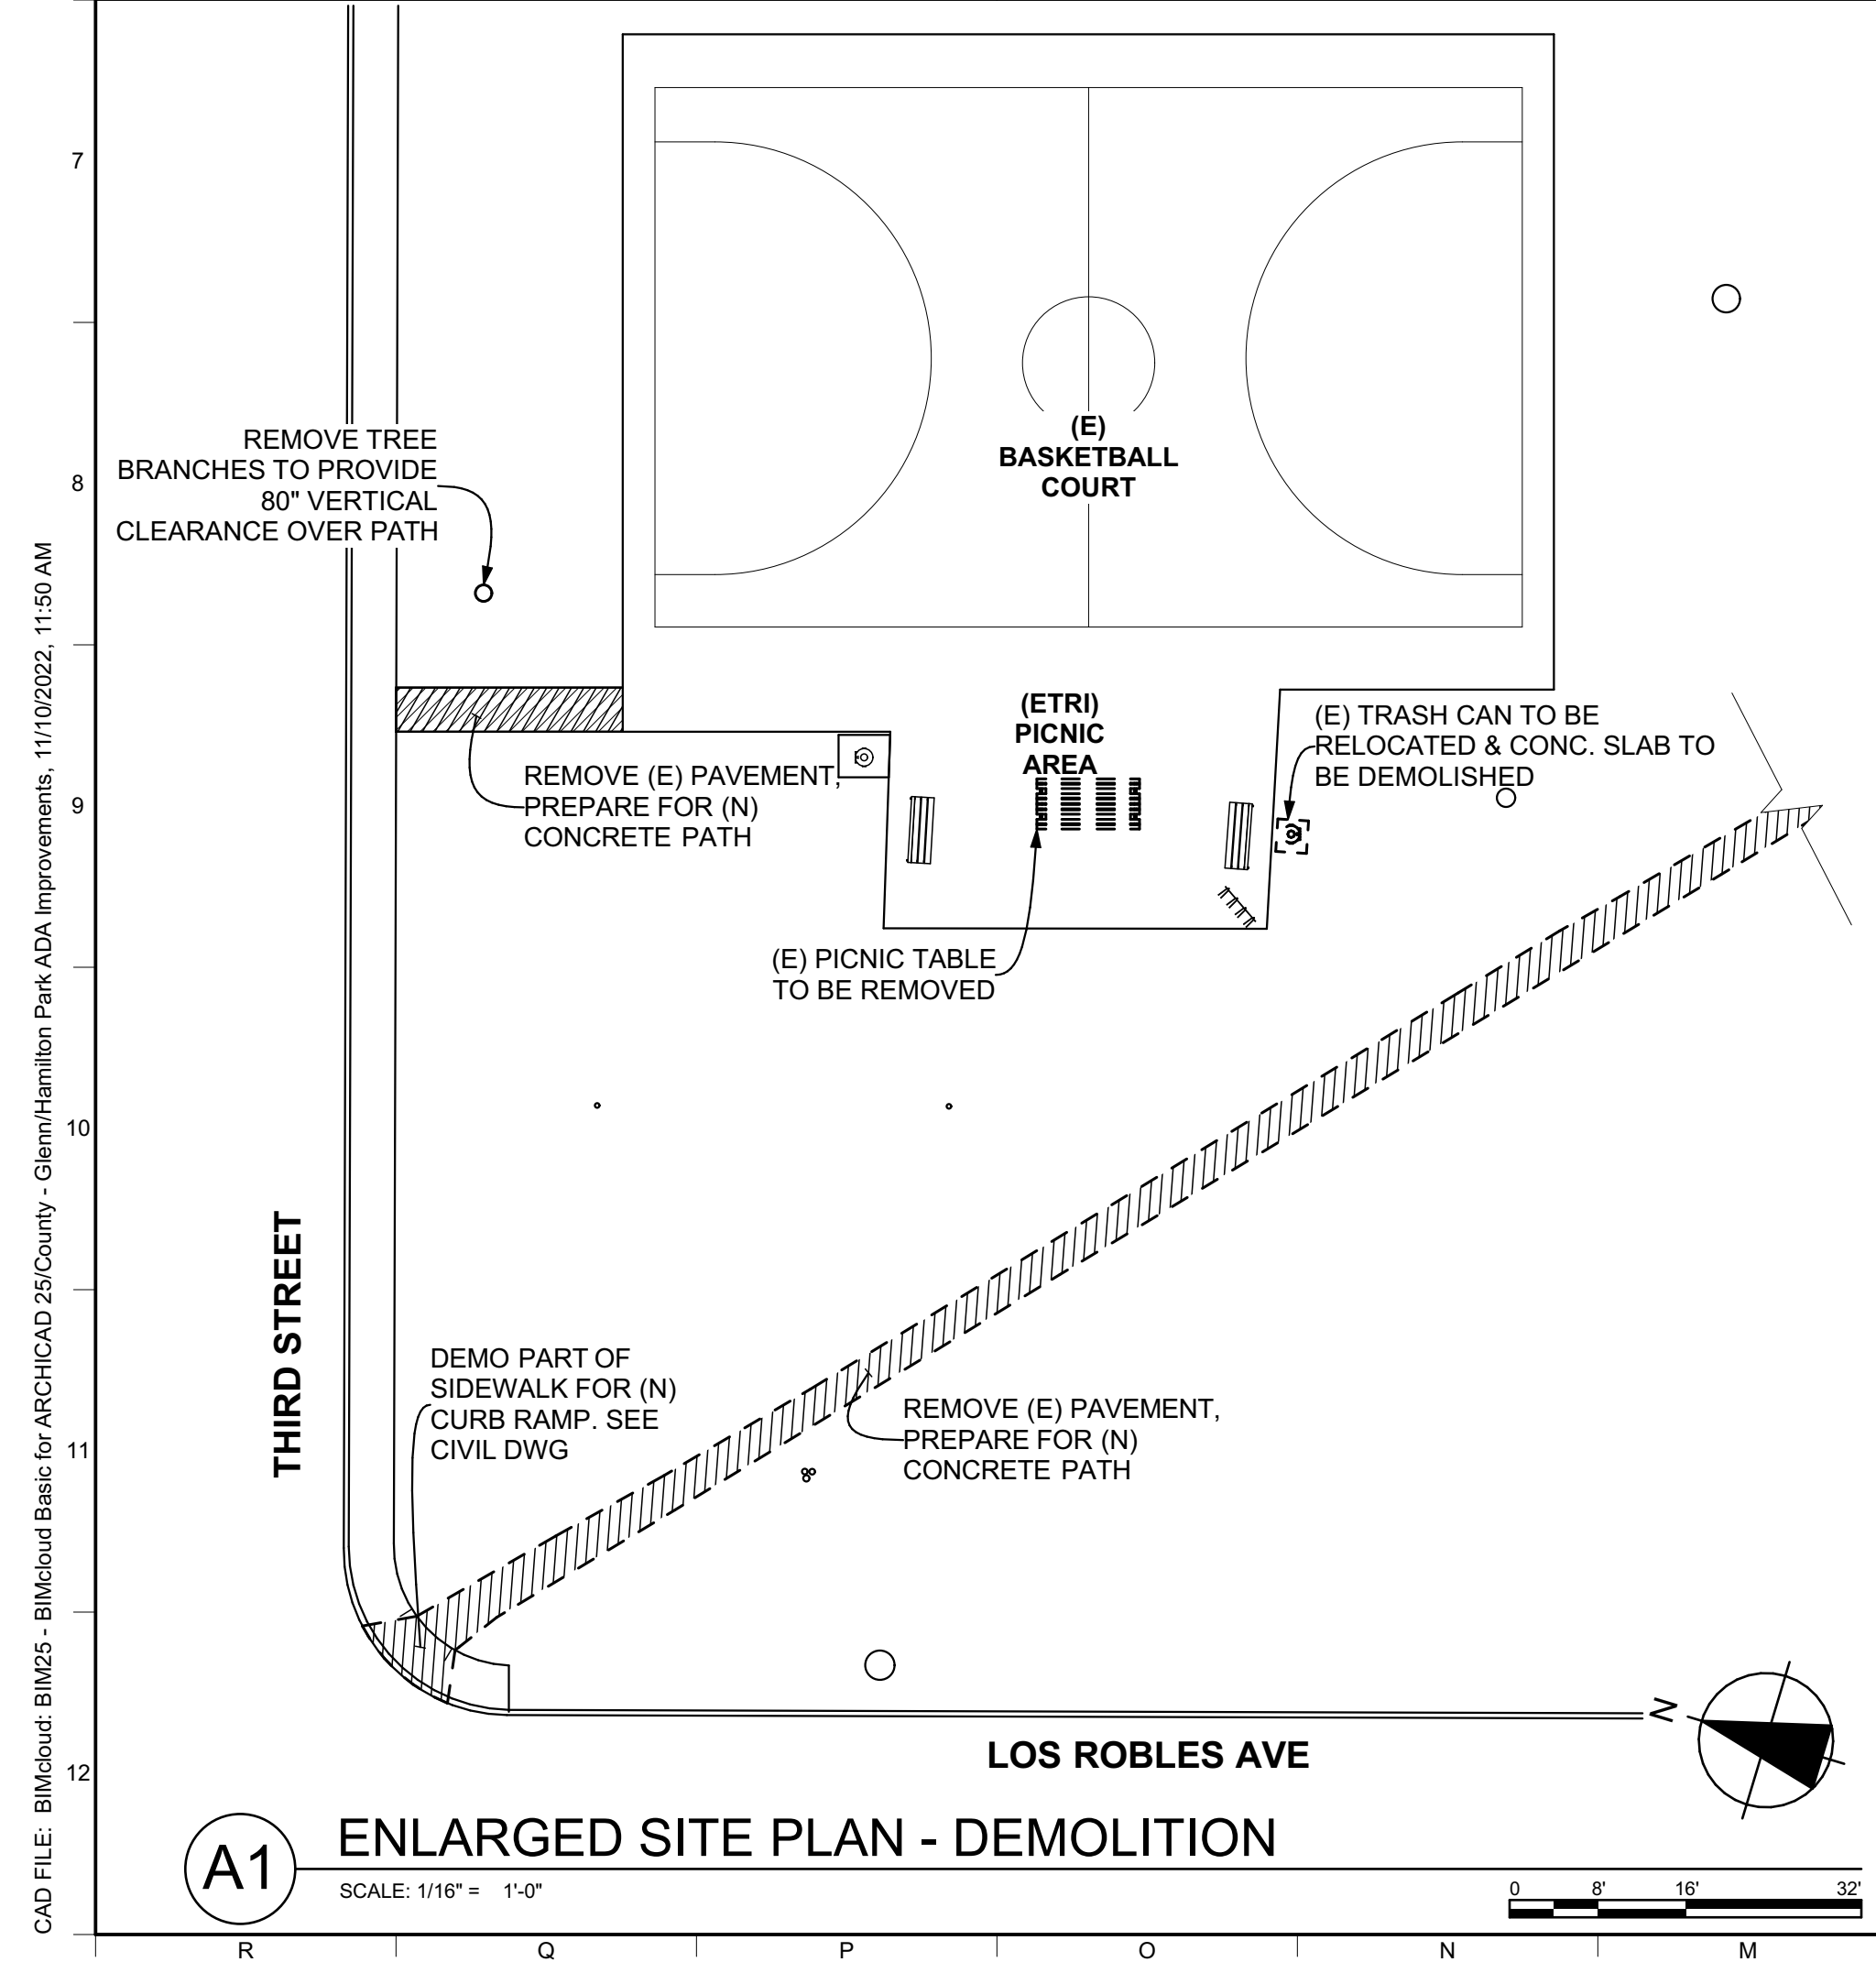 7
8
9
10
11
12
CAD FILE: BIMcloud: BIM25 - BIMcloud Basic for ARCHICAD 25/County - Glenn/Hamilton Park ADA Improvements, 11/10/2022, 11:50 AM
REMOVE TREE
BRANCHES TO PROVIDE
80" VERTICAL
CLEARANCE OVER PATH
(E)
BASKETBALL
COURT
(ETRI)
PICNIC
AREA
(E) TRASH CAN TO BE
RELOCATED & CONC. SLAB TO
BE DEMOLISHED
REMOVE (E) PAVEMENT,
PREPARE FOR (N)
CONCRETE PATH
(E) PICNIC TABLE
TO BE REMOVED
THIRD STREET
DEMO PART OF
SIDEWALK FOR (N)
CURB RAMP. SEE
CIVIL DWG
REMOVE (E) PAVEMENT,
PREPARE FOR (N)
CONCRETE PATH
N
LOS ROBLES AVE
A1
ENLARGED SITE PLAN - DEMOLITION
SCALE: 1/16" = 1'-0"
0 8' 16' 32'
R Q P O N M